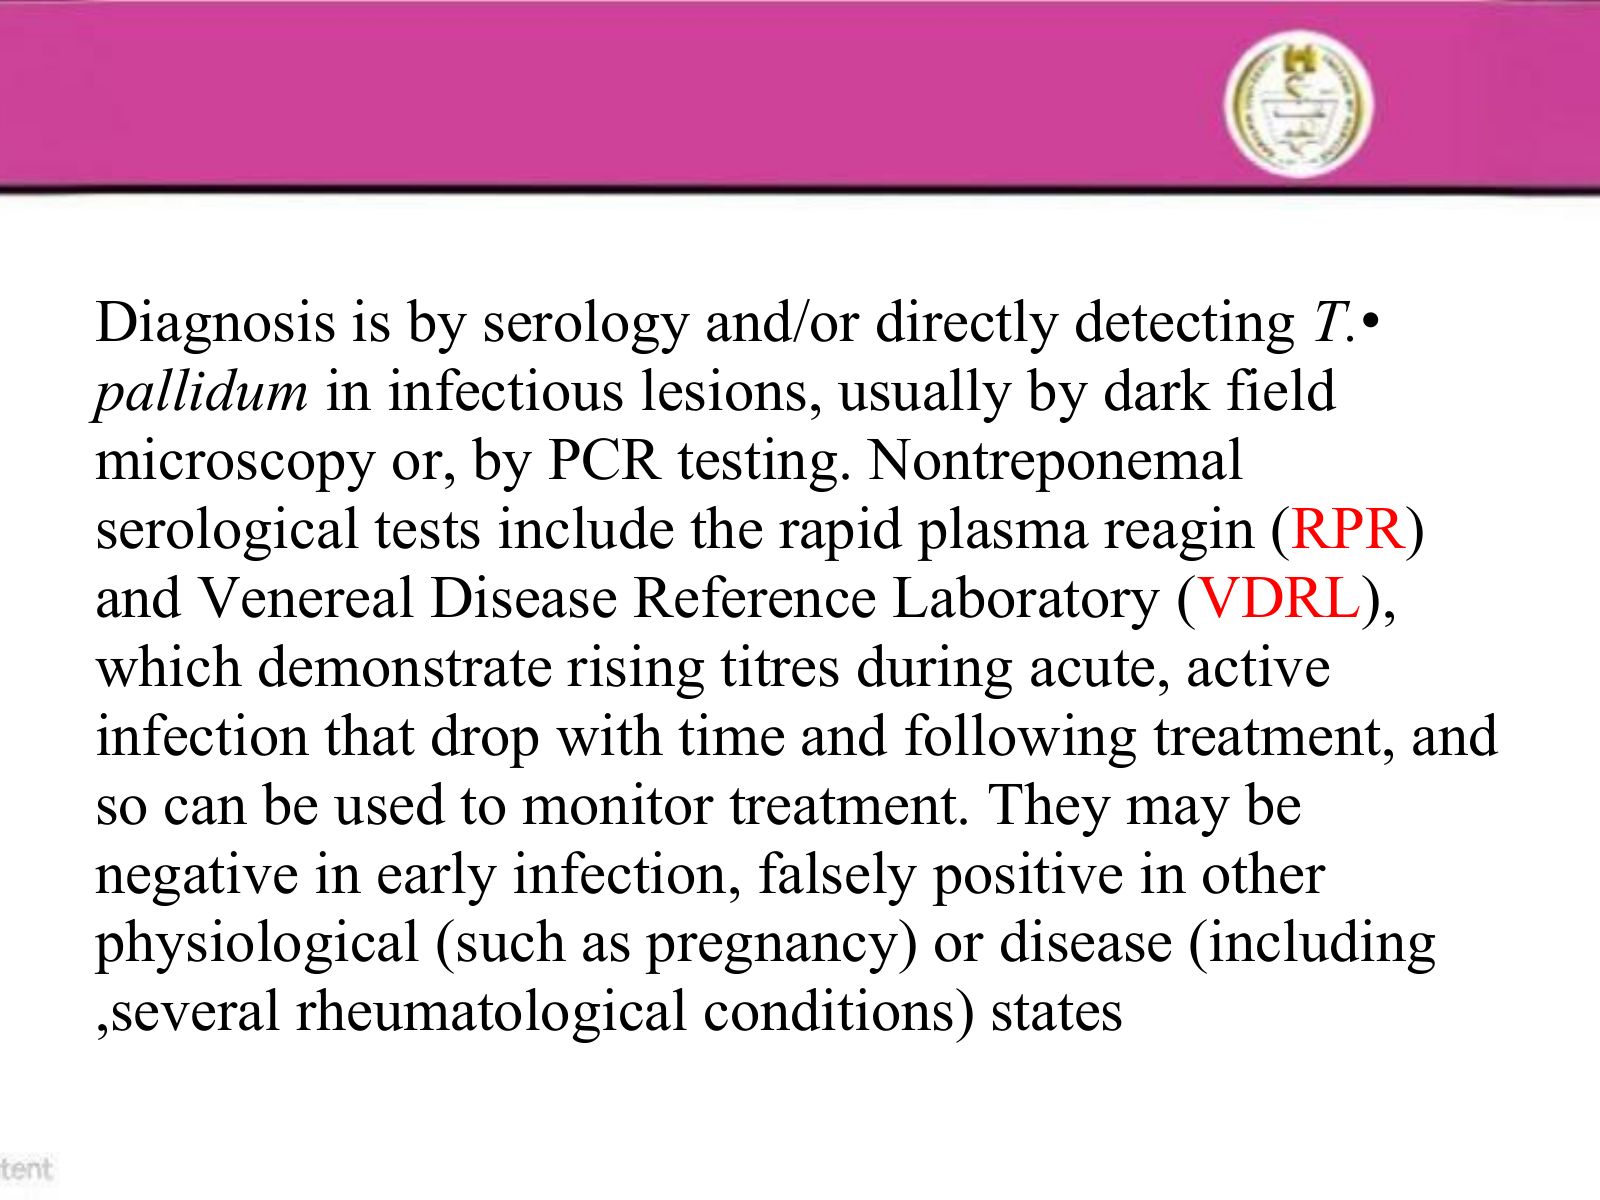 Diagnosis is by serology and/or directly detecting T.•
pallidum in infectious lesions, usually by dark field
microscopy or, by PCR testing. Nontreponemal
serological tests include the rapid plasma reagin (RPR)
and Venereal Disease Reference Laboratory (VDRL),
which demonstrate rising titres during acute, active
infection that drop with time and following treatment, and
so can be used to monitor treatment. They may be
negative in early infection, falsely positive in other
physiological (such as pregnancy) or disease (including
,several rheumatological conditions) states
tent